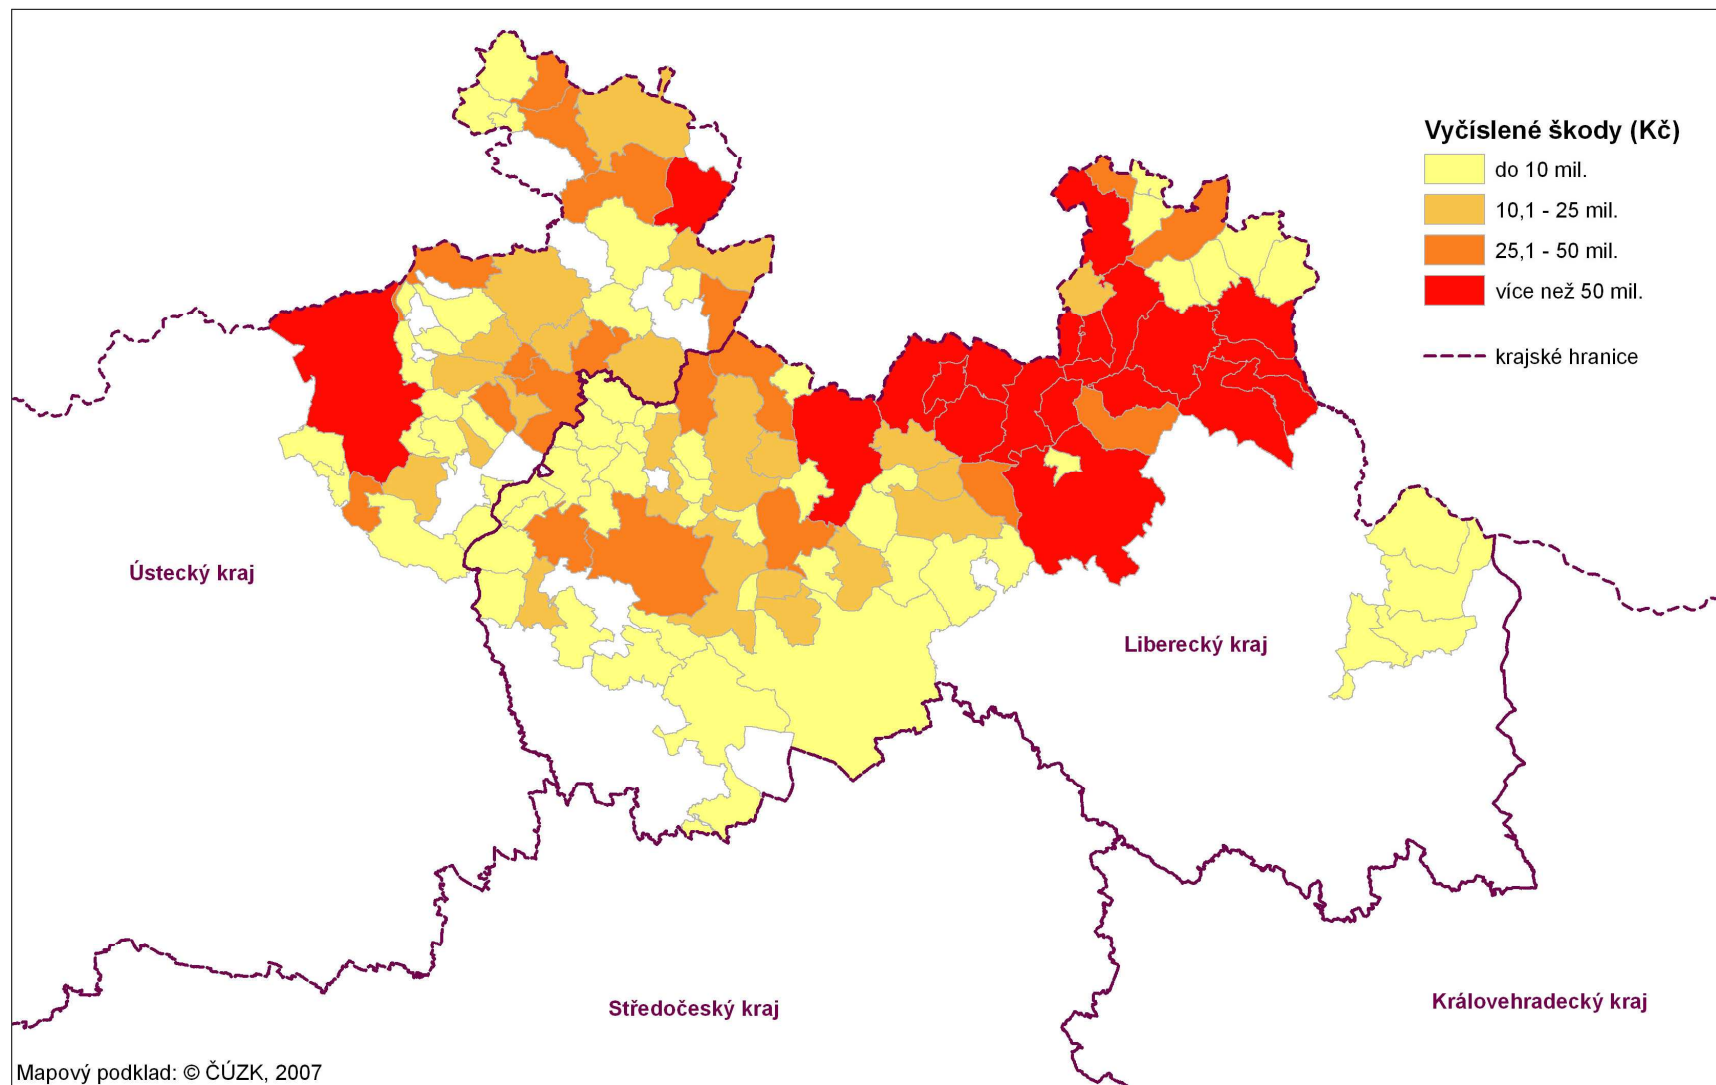 Vyčíslené škody (Kč)
do 10 mil.
10,1 - 25 mil.
25,1 - 50 mil.
více než 50 mil.
krajské hranice
Ústecký kraj
Liberecký kraj
Středočeský kraj
Královehradecký kraj
Mapový podklad: © ČÚZK, 2007